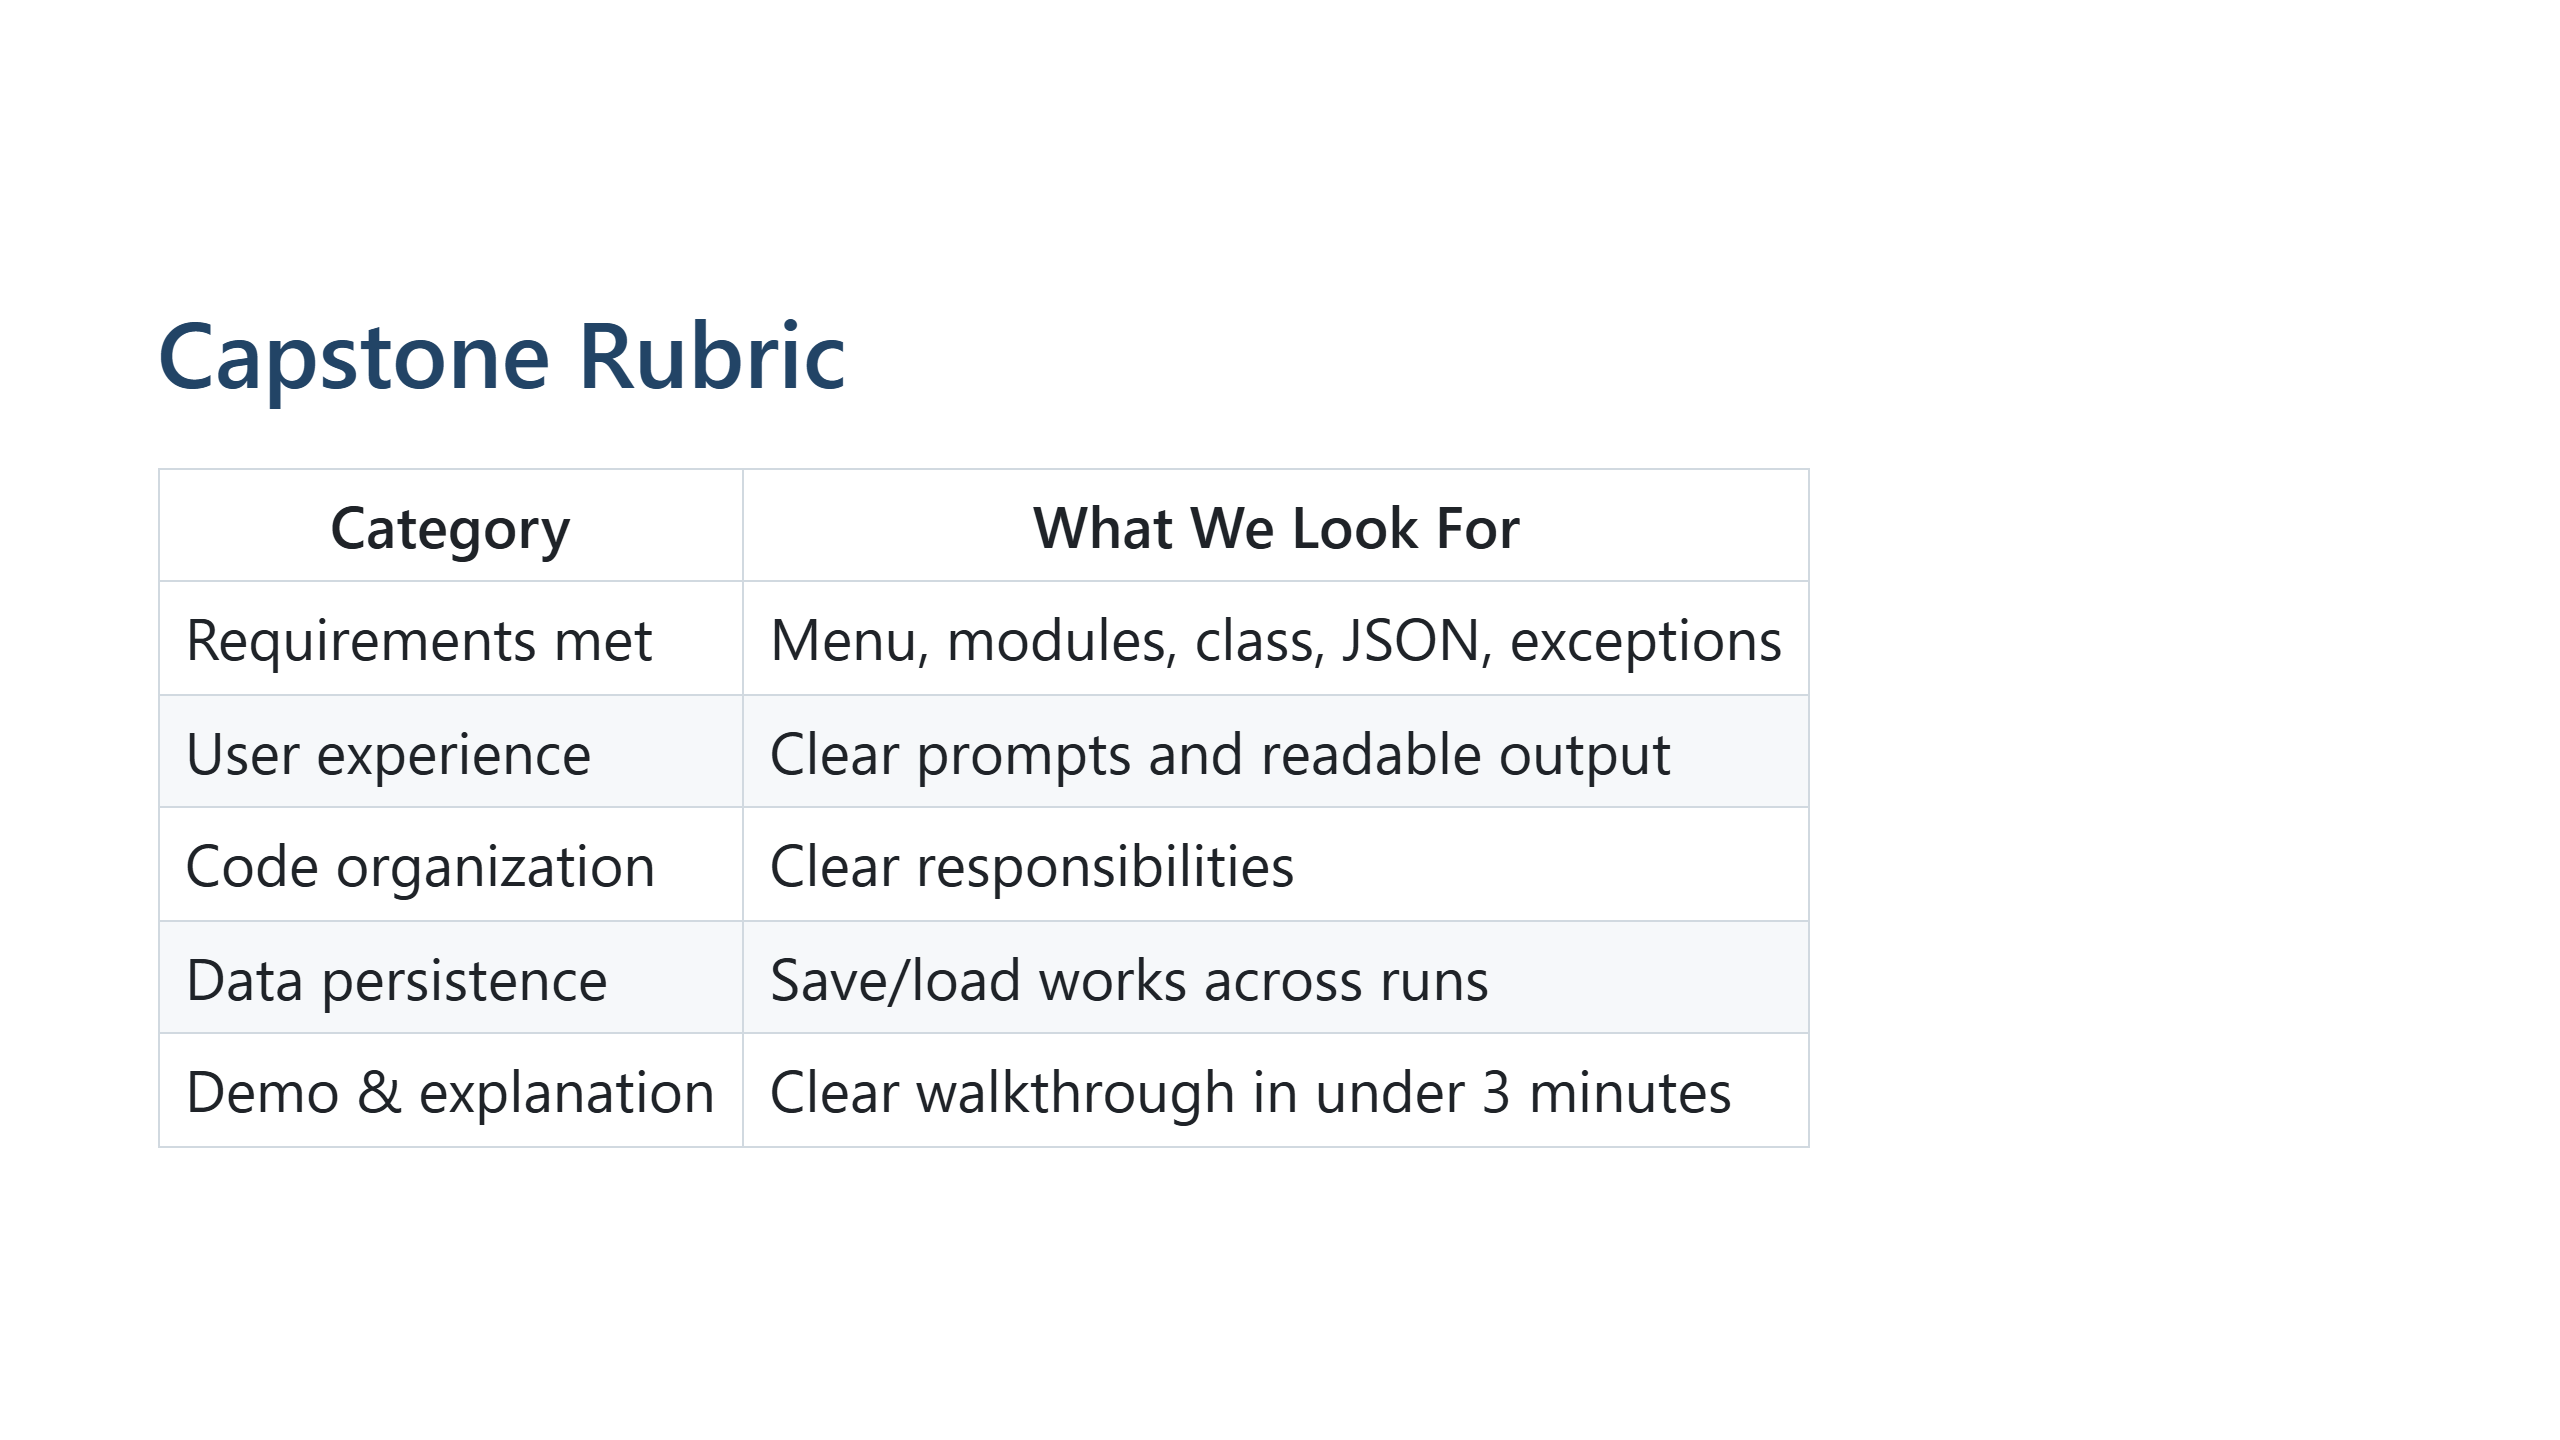 Capstone Rubric
Category What We Look For
Requirements met Menu, modules, class, JSON, exceptions
User experience Clear prompts and readable output
Code organization Clear responsibilities
Data persistence Save/load works across runs
Demo & explanation Clear walkthrough in under 3 minutes